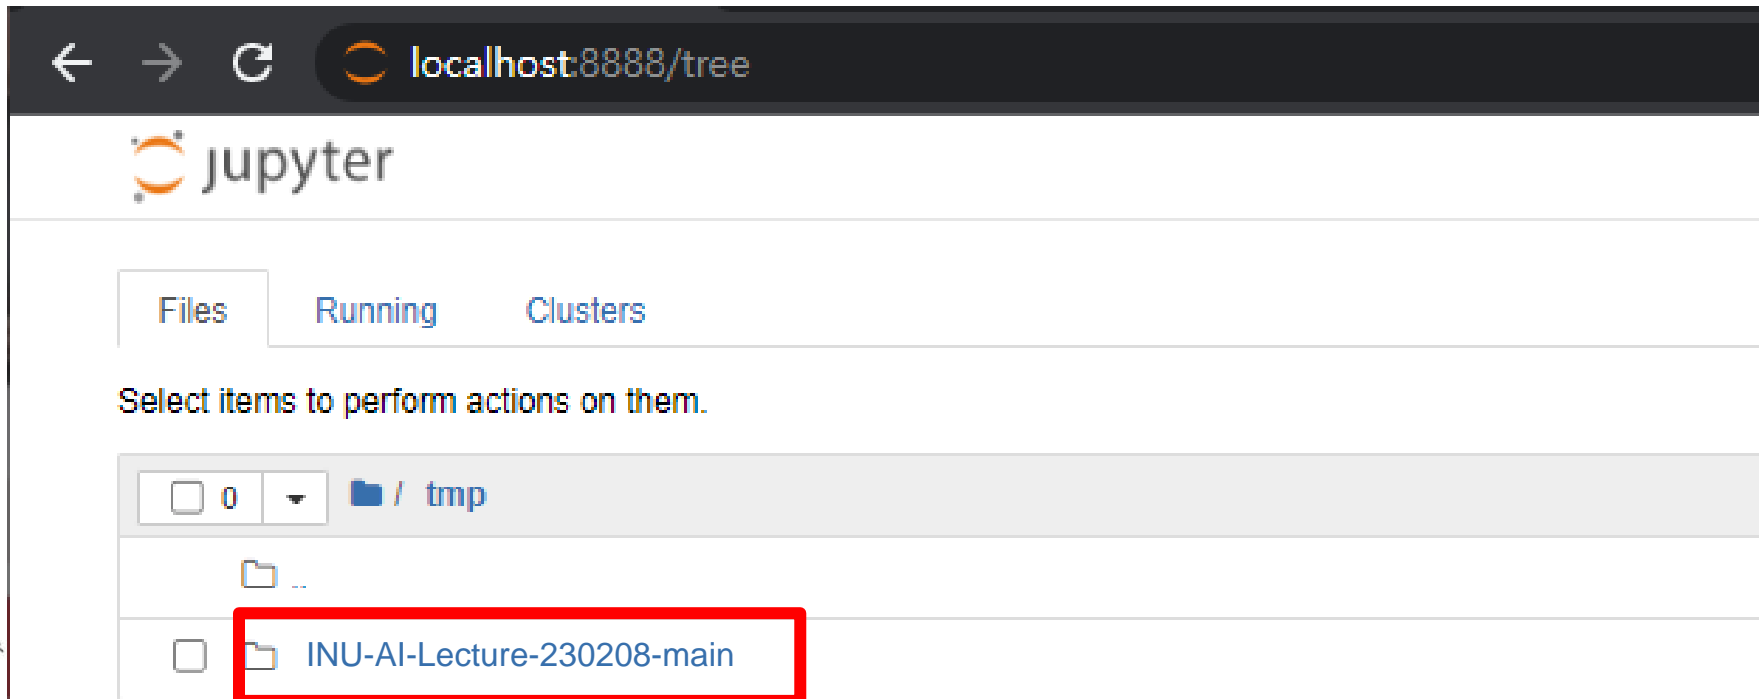 localhost:8888/tree
jupyter
Files Running Clusters
Select items to perform actions on them.
0 / tmp
..
INU-AI-Lecture-230208-main